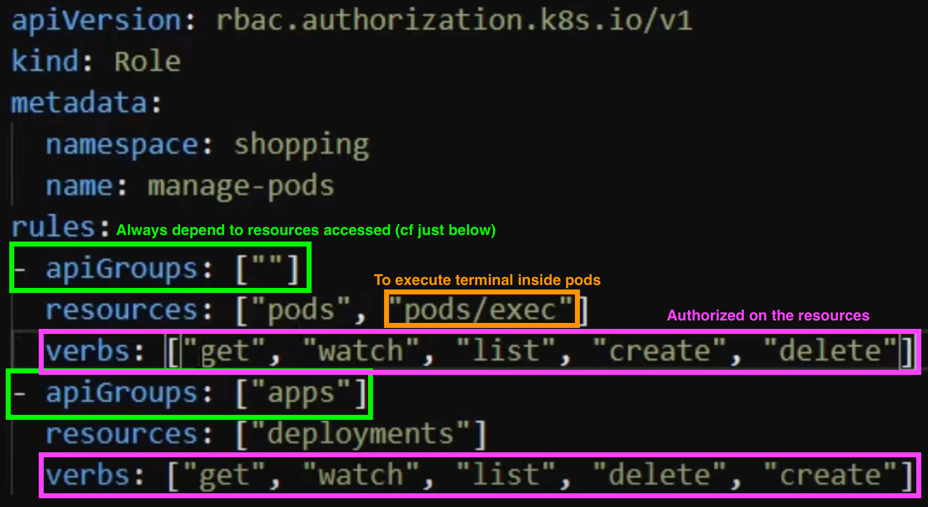 apiVersion: rbac.authorization.k8s.io/v1
kind: Role
metadata:
namespace: shopping
name: manage-pods
rules: Always depend to resources accessed (cf just below)
- apiGroups: [""]
To execute terminal inside pods
resources: ["pods", "pods/exec"]
Authorized on the resources
verbs: ["get", "watch", "list", "create", "delete"]
- apiGroups: ["apps"]
resources: ["deployments"]
verbs: ["get", "watch", "list", "delete", "create"]